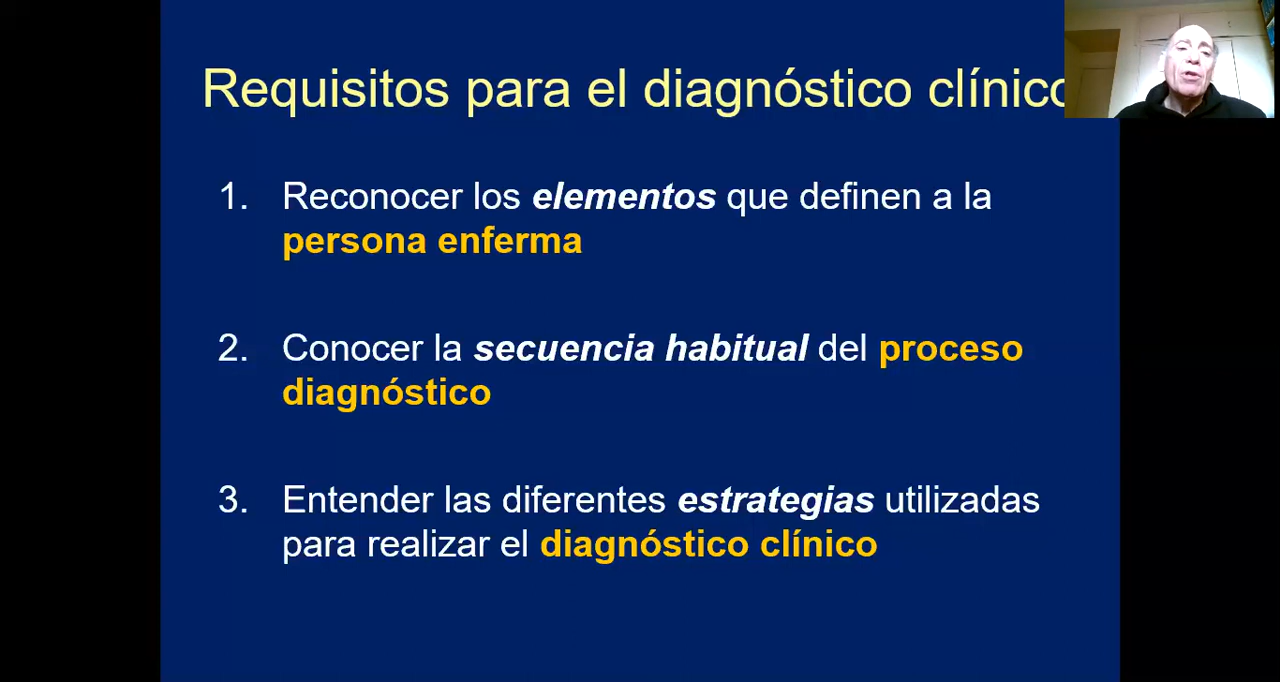 Requisitos para el diagnóstico clínico
1. Reconocer los elementos que definen a la
persona enferma
2. Conocer la secuencia habitual del proceso
diagnóstico
3. Entender las diferentes estrategias utilizadas
para realizar el diagnóstico clínico